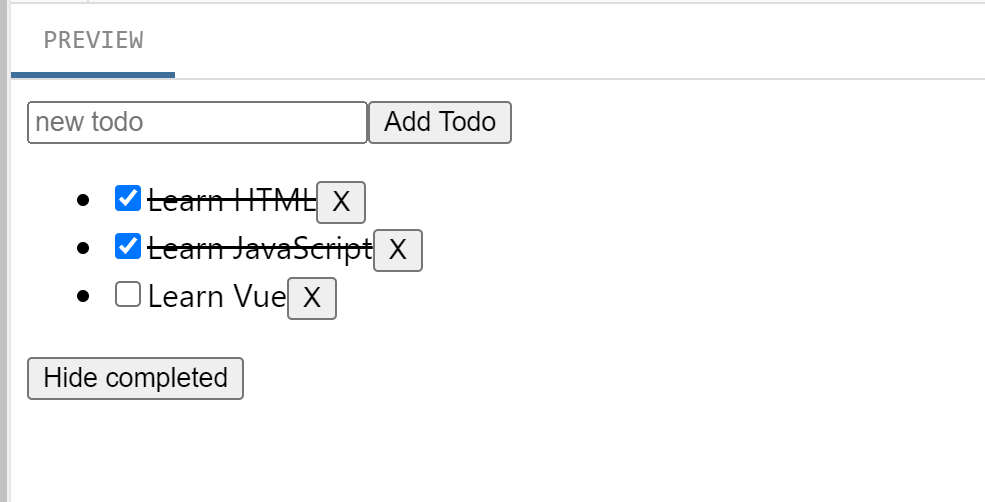 PREVIEW
new todo Add Todo
Learn HTML X
Learn JavaScript X
Learn Vue X
Hide completed